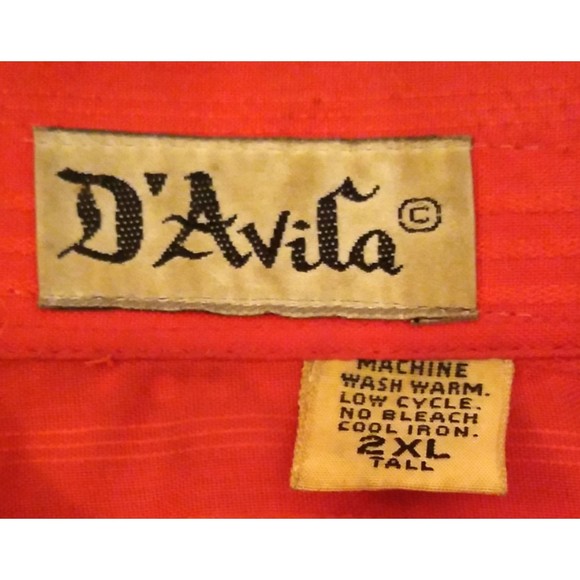 D'Avila ©
MACHINE
WASH WARM.
LOW CYCLE.
NO BLEACH
COOL IRON.
2XL
TALL